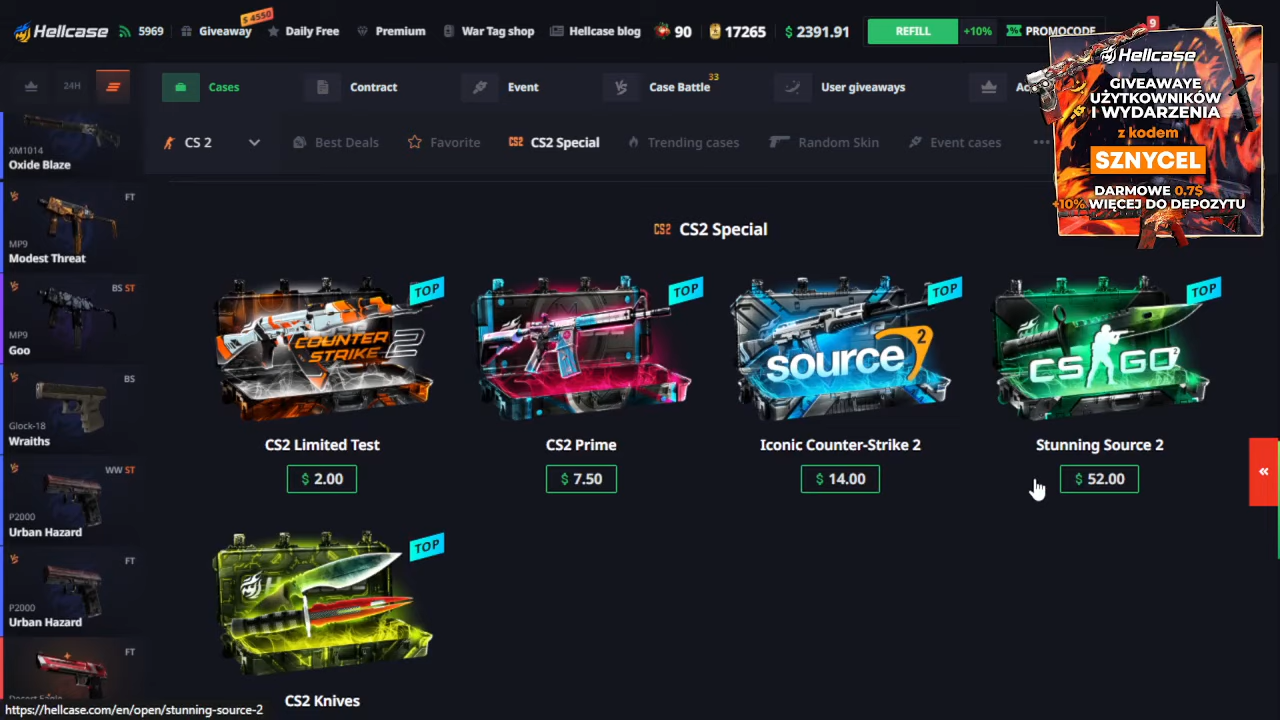 Hellcase 5969 Giveaway $ 4550 Daily Free Premium War Tag shop Hellcase blog 90 17265 $ 2391.91 REFILL +10% PROMOCODE 9
24H Cases Contract Event VS Case Battle 33 User giveaways
CS 2 Best Deals Favorite CS2 CS2 Special Trending cases Random Skin Event cases •••
Hellcase
GIVEAWAYE
UŻYTKOWNIKÓW
I WYDARZENIA
z kodem
SZNYCEL
DARMOWE 0.7$
+10% WIĘCEJ DO DEPOZYTU
XM1014
Oxide Blaze
FT
MP9
Modest Threat
BS ST
MP9
Goo
BS
Glock-18
Wraiths
WW ST
P2000
Urban Hazard
FT
P2000
Urban Hazard
FT
Desert Eagle
CS2 CS2 Special
TOP
COUNTER
STRIKE 2
CS2 Limited Test
$ 2.00
TOP
CS2 Prime
$ 7.50
TOP
source 2
Iconic Counter-Strike 2
$ 14.00
TOP
CS GO
Stunning Source 2
$ 52.00
«
TOP
CS2 Knives
https://hellcase.com/en/open/stunning-source-2